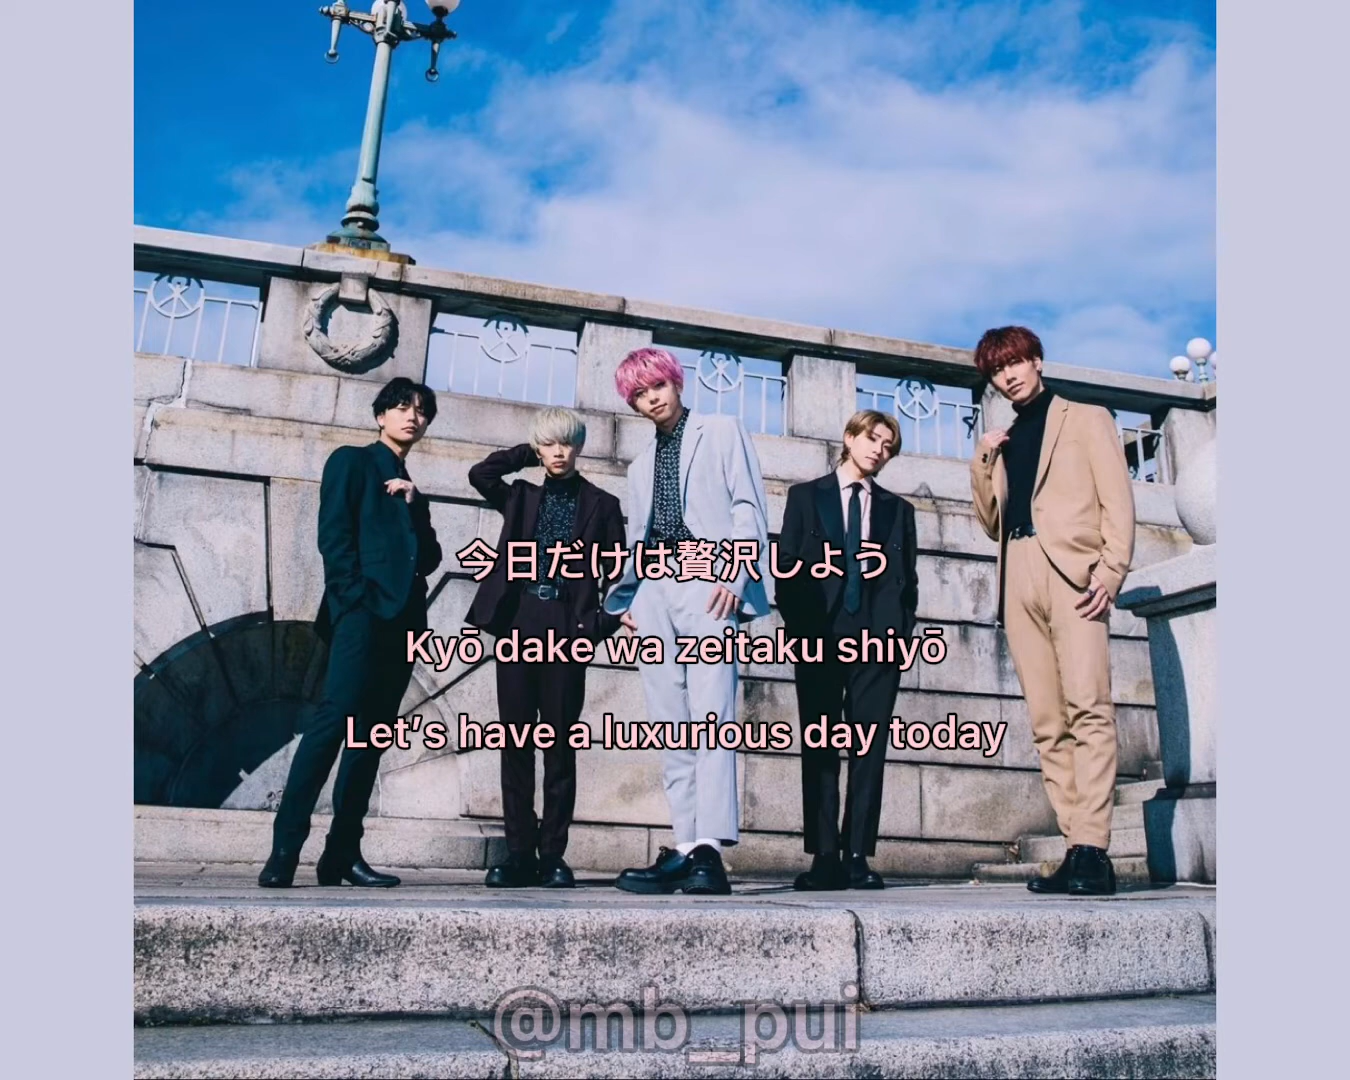 今日だけは贅沢しよう
Kyō dake wa zeitaku shiyō
Let’s have a luxurious day today
@mb_pui